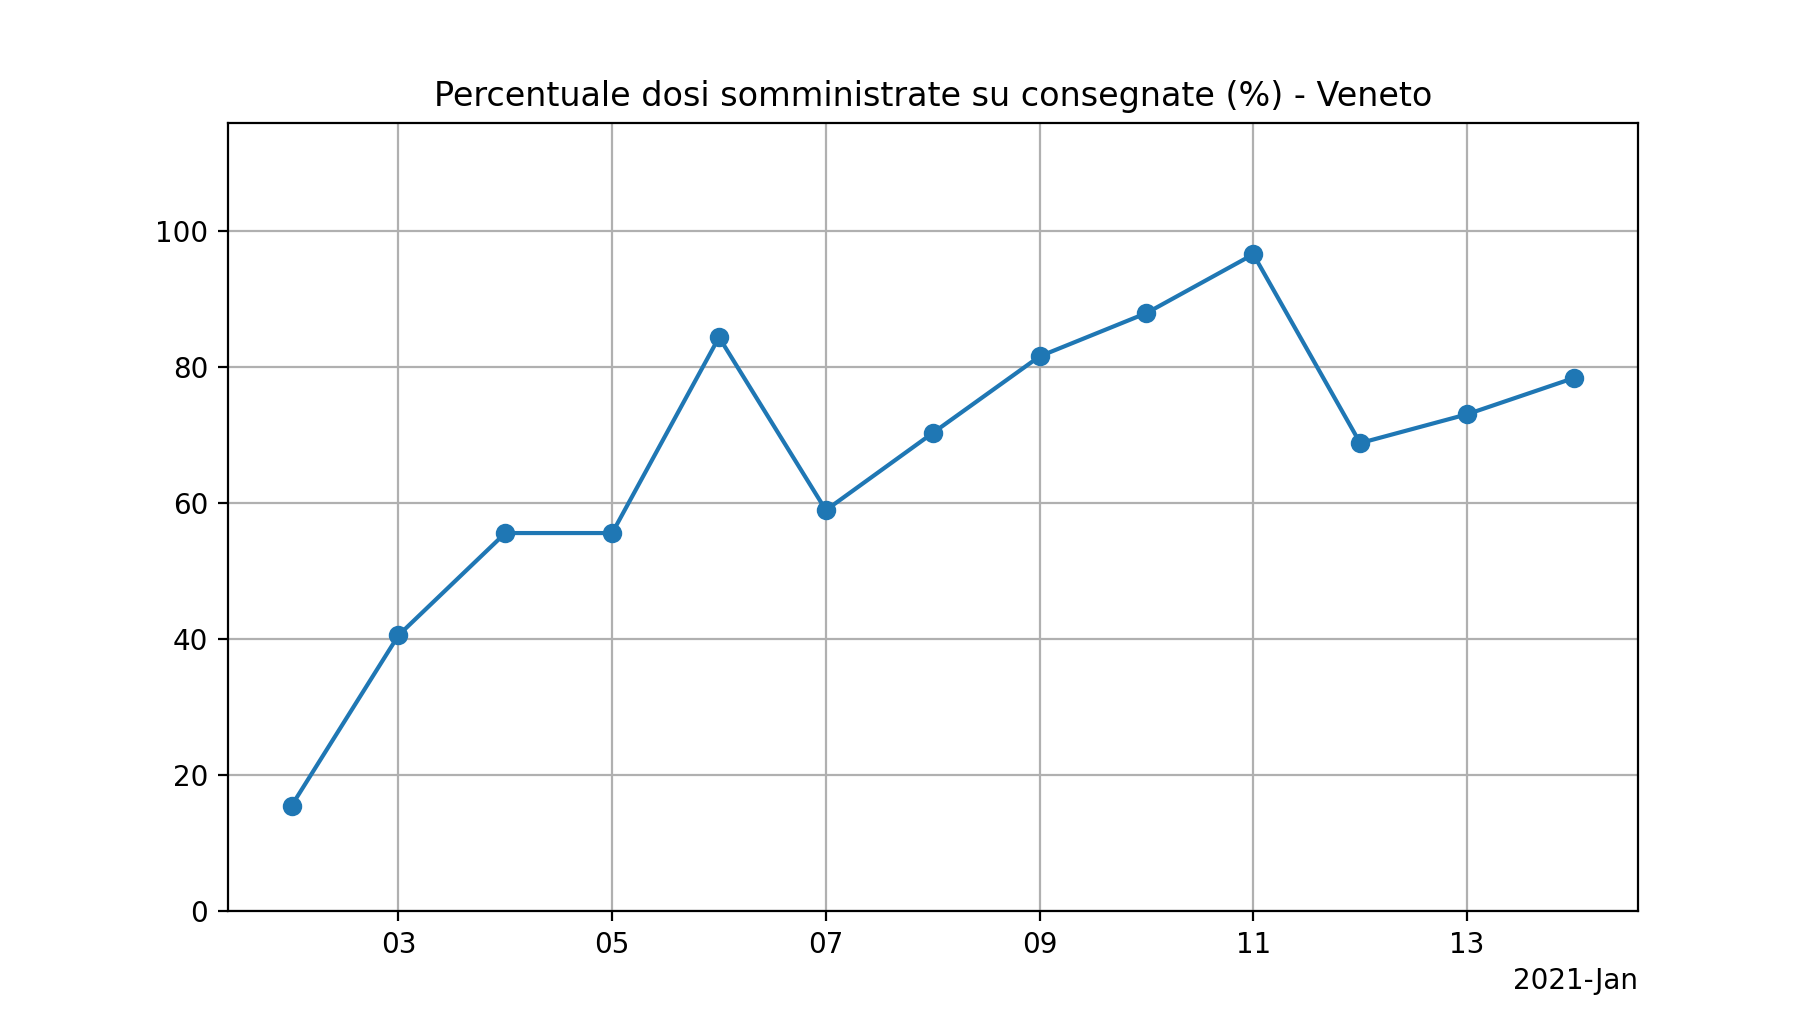 Percentuale dosi somministrate su consegnate (%) - Veneto
100
80
60
40
20
0
03 05 07 09 11 13
2021-Jan